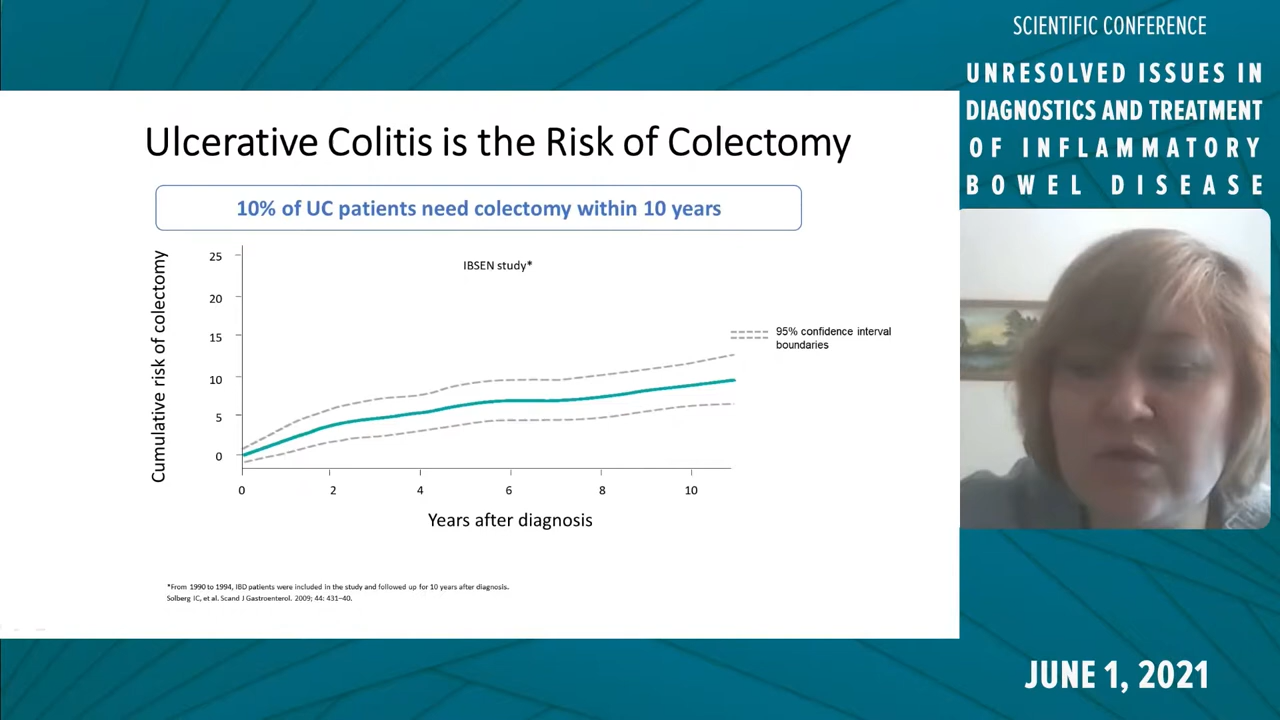 SCIENTIFIC CONFERENCE
UNRESOLVED ISSUES IN
DIAGNOSTICS AND TREATMENT
OF INFLAMMATORY
BOWEL DISEASE
Ulcerative Colitis is the Risk of Colectomy
10% of UC patients need colectomy within 10 years
Cumulative risk of colectomy
25
20
15
10
5
0
IBSEN study*
95% confidence interval
boundaries
0 2 4 6 8 10
Years after diagnosis
*From 1990 to 1994, IBD patients were included in the study and followed up for 10 years after diagnosis.
Solberg IC, et al. Scand J Gastroenterol. 2009; 44: 431–40.
JUNE 1, 2021